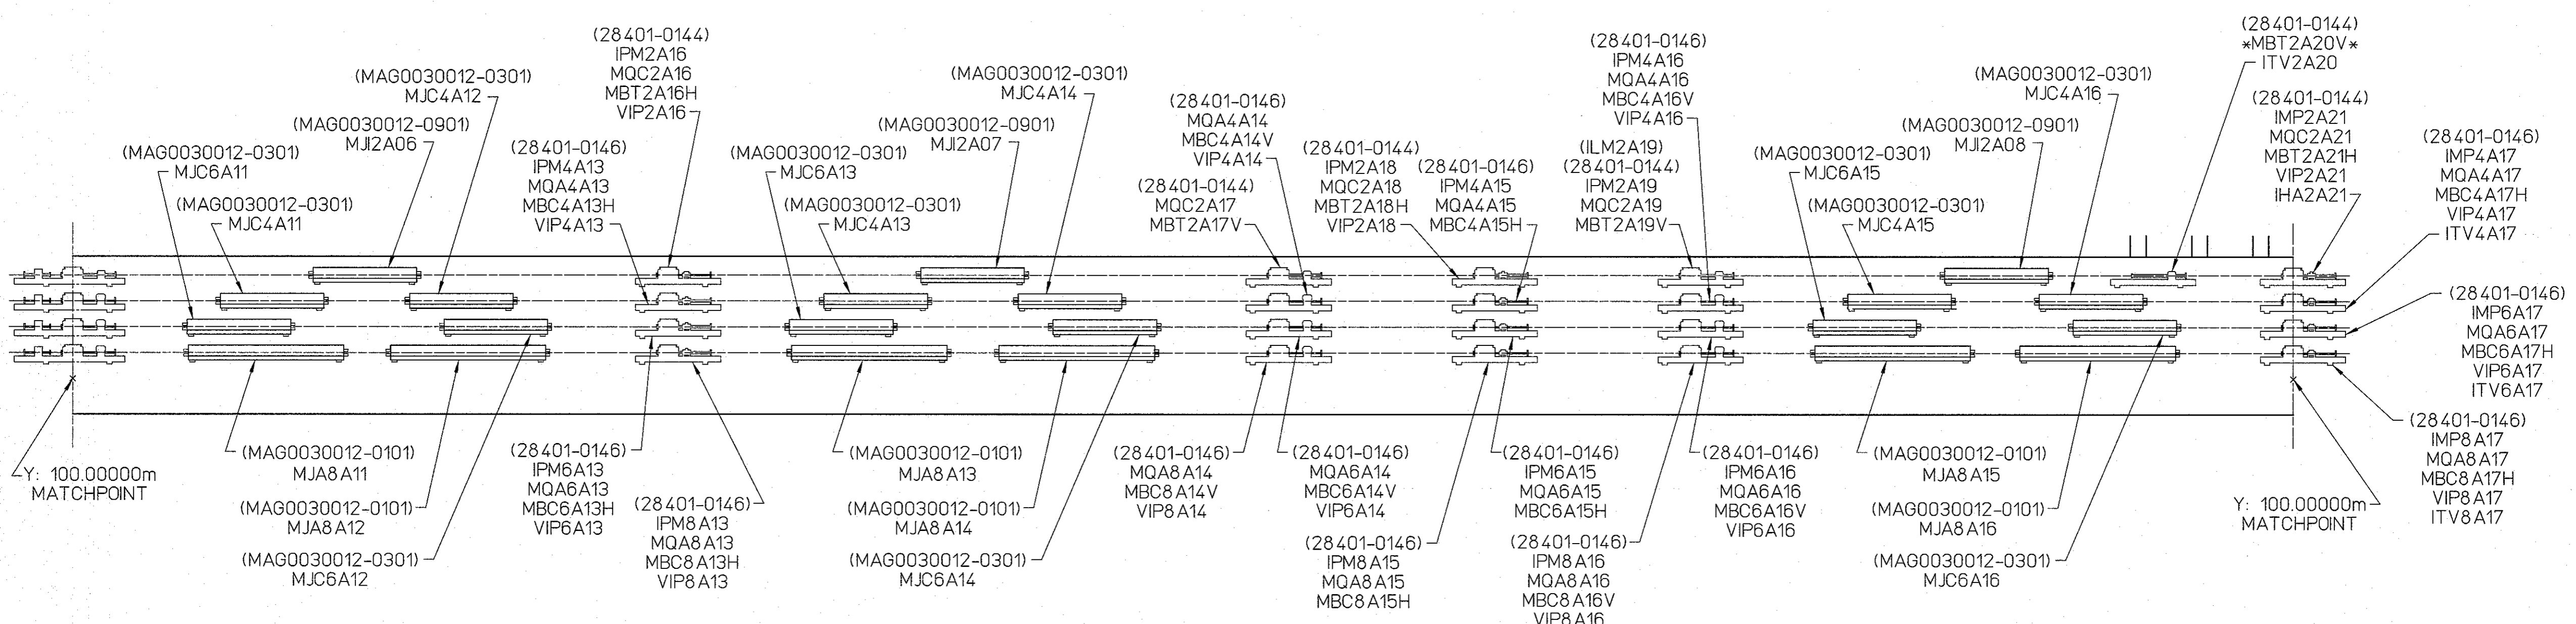 (MAG0030012-0301)
MJC6A11
(MAG0030012-0301)
MJC4A11
(MAG0030012-0901)
MJI2A06
(MAG0030012-0301)
MJC4A12
(28401-0146)
IPM4A13
MQA4A13
MBC4A13H
VIP4A13
(28401-0144)
IPM2A16
MQC2A16
MBT2A16H
VIP2A16
(MAG0030012-0301)
MJC6A13
(MAG0030012-0301)
MJC4A13
(MAG0030012-0901)
MJI2A07
(MAG0030012-0301)
MJC4A14
(28401-0146)
MQA4A14
MBC4A14V
VIP4A14
(28401-0144)
MQC2A17
MBT2A17V
(28401-0144)
IPM2A18
MQC2A18
MBT2A18H
VIP2A18
(28401-0146)
IPM4A15
MQA4A15
MBC4A15H
(28401-0146)
IPM4A16
MQA4A16
MBC4A16V
VIP4A16
(ILM2A19)
(28401-0144)
IPM2A19
MQC2A19
MBT2A19V
(MAG0030012-0301)
MJC6A15
(MAG0030012-0301)
MJC4A15
(MAG0030012-0901)
MJI2A08
(MAG0030012-0301)
MJC4A16
(28401-0144)
*MBT2A20V*
ITV2A20
(28401-0144)
IMP2A21
MQC2A21
MBT2A21H
VIP2A21
IHA2A21
(28401-0146)
IMP4A17
MQA4A17
MBC4A17H
VIP4A17
ITV4A17
(28401-0146)
IMP6A17
MQA6A17
MBC6A17H
VIP6A17
ITV6A17
(28401-0146)
IMP8A17
MQA8A17
MBC8A17H
VIP8A17
ITV8A17
Y: 100.00000m
MATCHPOINT
(MAG0030012-0101)
MJA8A11
(MAG0030012-0101)
MJA8A12
(MAG0030012-0301)
MJC6A12
(28401-0146)
IPM6A13
MQA6A13
MBC6A13H
VIP6A13
(28401-0146)
IPM8A13
MQA8A13
MBC8A13H
VIP8A13
(MAG0030012-0101)
MJA8A13
(MAG0030012-0101)
MJA8A14
(MAG0030012-0301)
MJC6A14
(28401-0146)
MQA8A14
MBC8A14V
VIP8A14
(28401-0146)
MQA6A14
MBC6A14V
VIP6A14
(28401-0146)
IPM8A15
MQA8A15
MBC8A15H
(28401-0146)
IPM6A15
MQA6A15
MBC6A15H
(28401-0146)
IPM8A16
MQA8A16
MBC8A16V
VIP8A16
(28401-0146)
IPM6A16
MQA6A16
MBC6A16V
VIP6A16
(MAG0030012-0101)
MJA8A15
(MAG0030012-0101)
MJA8A16
(MAG0030012-0301)
MJC6A16
Y: 100.00000m
MATCHPOINT